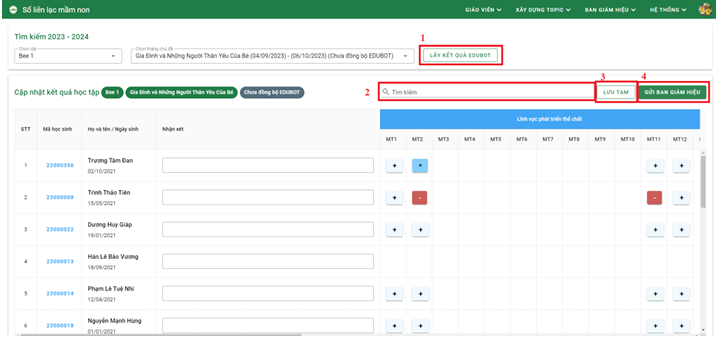 Sổ liên lạc mầm non
GIÁO VIÊN
XÂY DỰNG TOPIC
BAN GIÁM HIỆU
HỆ THỐNG
Tìm kiếm 2023 - 2024
1
Chọn lớp
Bee 1
Chọn tháng chủ đề
Gia Đình và Những Người Thân Yêu Của Bé (04/09/2023) - (06/10/2023) (Chưa đồng bộ EDUBOT)
LẤY KẾT QUẢ EDUBOT
3
4
Cập nhật kết quả học tập
Bee 1
Gia Đình và Những Người Thân Yêu Của Bé
Chưa đồng bộ EDUBOT
2
Tìm kiếm
LƯU TẠM
GỬI BAN GIÁM HIỆU
STT
Mã học sinh
Họ và tên / Ngày sinh
Nhận xét
Lĩnh vực phát triển thể chất
MT1 MT2 MT3 MT4 MT5 MT6 MT7 MT8 MT9 MT10 MT11 MT12
1 22000356 Trương Tâm Đan + + + +
02/10/2021
2 23000008 Trịnh Thảo Tiên + - - +
15/05/2021
3 23000022 Dương Huy Giáp + + + +
19/01/2021
4 23000013 Hàn Lê Bảo Vương
18/09/2021
5 23000014 Phạm Lê Tuệ Nhi + + + +
12/04/2021
6 23000018 Nguyễn Mạnh Hùng + + + +
01/01/2021